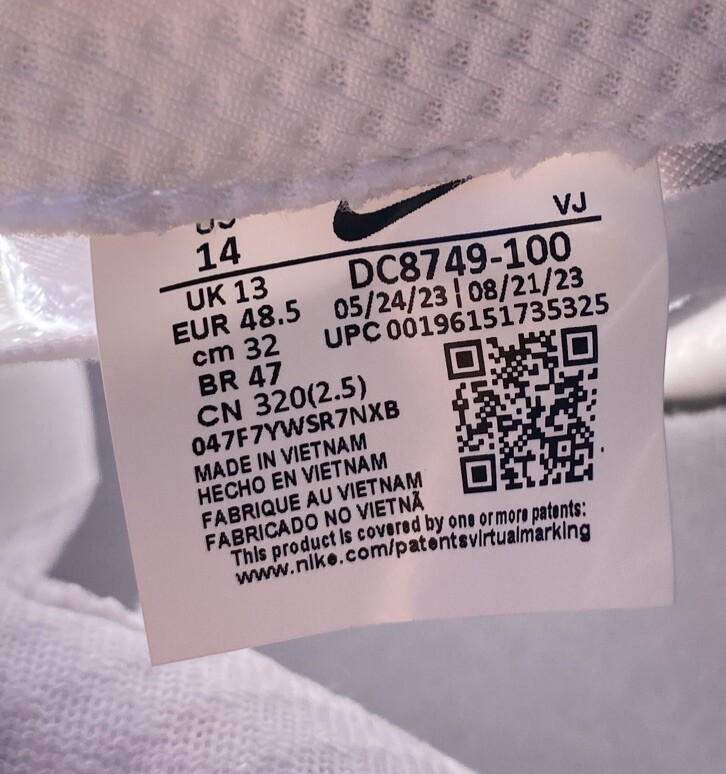 VJ
14
DC8749-100
UK 13
05/24/23 | 08/21/23
EUR 48.5
UPC 00196151735325
cm 32
BR 47
CN 320(2.5)
047F7YWSR7NXB
MADE IN VIETNAM
HECHO EN VIETNAM
FABRIQUE AU VIETNAM
FABRICADO NO VIETNÃ
This product is covered by one or more patents:
www.nike.com/patentsvirtualmarking